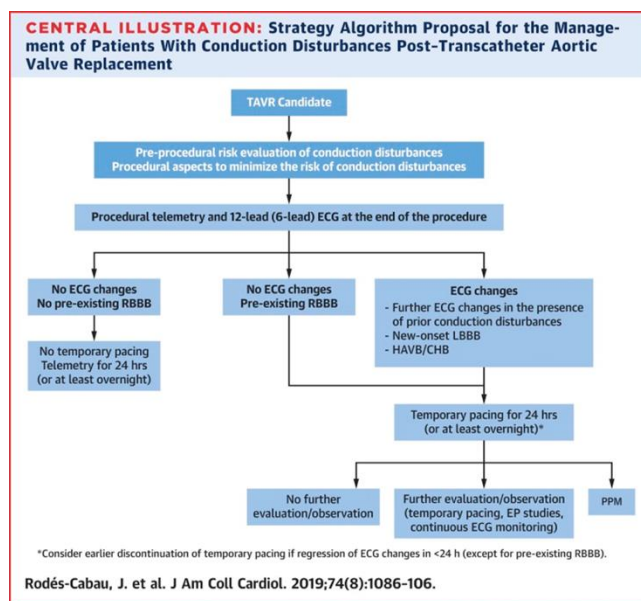 CENTRAL ILLUSTRATION: Strategy Algorithm Proposal for the Manage-
ment of Patients With Conduction Disturbances Post-Transcatheter Aortic
Valve Replacement
TAVR Candidate
Pre-procedural risk evaluation of conduction disturbances
Procedural aspects to minimize the risk of conduction disturbances
Procedural telemetry and 12-lead (6-lead) ECG at the end of the procedure
No ECG changes
No pre-existing RBBB
No ECG changes
Pre-existing RBBB
ECG changes
- Further ECG changes in the presence
of prior conduction disturbances
- New-onset LBBB
- HAVB/CHB
No temporary pacing
Telemetry for 24 hrs
(or at least overnight)
Temporary pacing for 24 hrs
(or at least overnight)*
No further
evaluation/observation
Further evaluation/observation
(temporary pacing, EP studies,
continuous ECG monitoring)
PPM
*Consider earlier discontinuation of temporary pacing if regression of ECG changes in <24 h (except for pre-existing RBBB).
Rodés-Cabau, J. et al. J Am Coll Cardiol. 2019;74(8):1086-106.